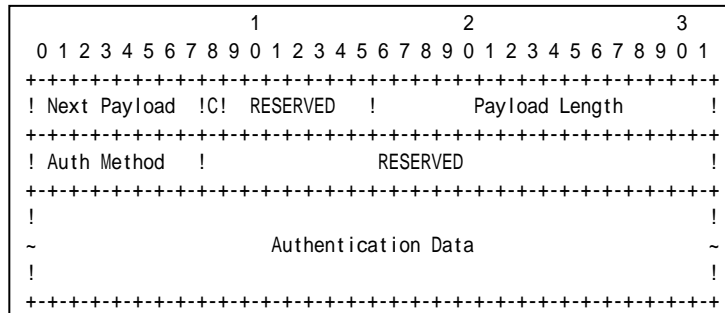 1                   2                   3
 0 1 2 3 4 5 6 7 8 9 0 1 2 3 4 5 6 7 8 9 0 1 2 3 4 5 6 7 8 9 0 1
+-+-+-+-+-+-+-+-+-+-+-+-+-+-+-+-+-+-+-+-+-+-+-+-+-+-+-+-+-+-+-+-+
! Next Payload  !C!  RESERVED   !         Payload Length        !
+-+-+-+-+-+-+-+-+-+-+-+-+-+-+-+-+-+-+-+-+-+-+-+-+-+-+-+-+-+-+-+-+
! Auth Method   !                RESERVED                       !
+-+-+-+-+-+-+-+-+-+-+-+-+-+-+-+-+-+-+-+-+-+-+-+-+-+-+-+-+-+-+-+-+
!                                                               !
~                      Authentication Data                      ~
!                                                               !
+-+-+-+-+-+-+-+-+-+-+-+-+-+-+-+-+-+-+-+-+-+-+-+-+-+-+-+-+-+-+-+-+